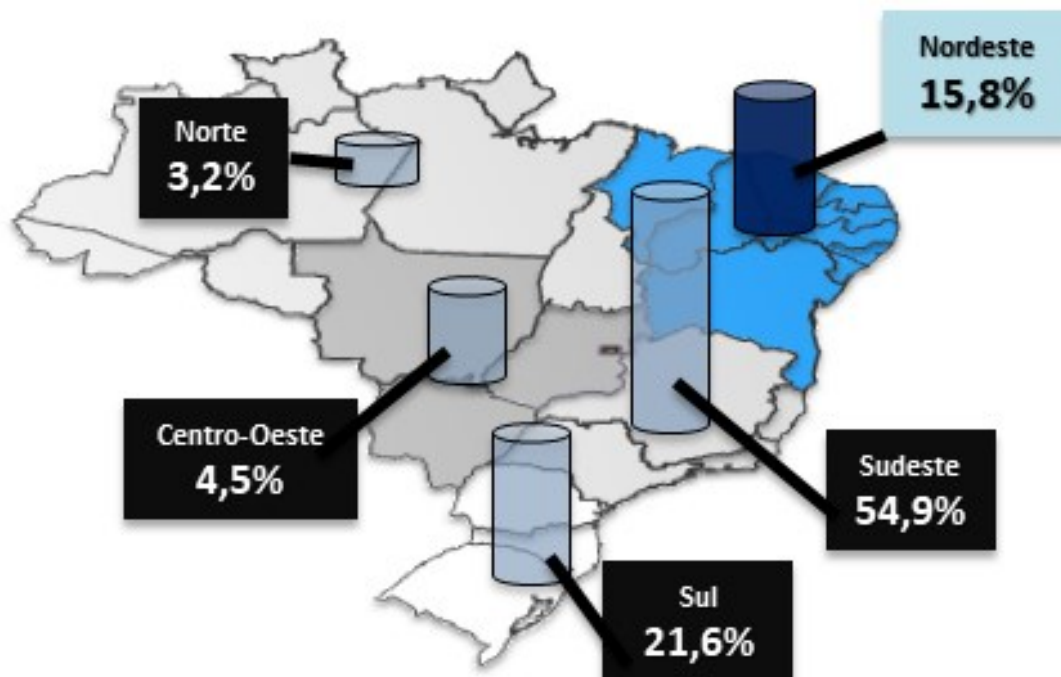 Nordeste
15,8%
Norte
3,2%
Centro-Oeste
4,5%
Sudeste
54,9%
Sul
21,6%